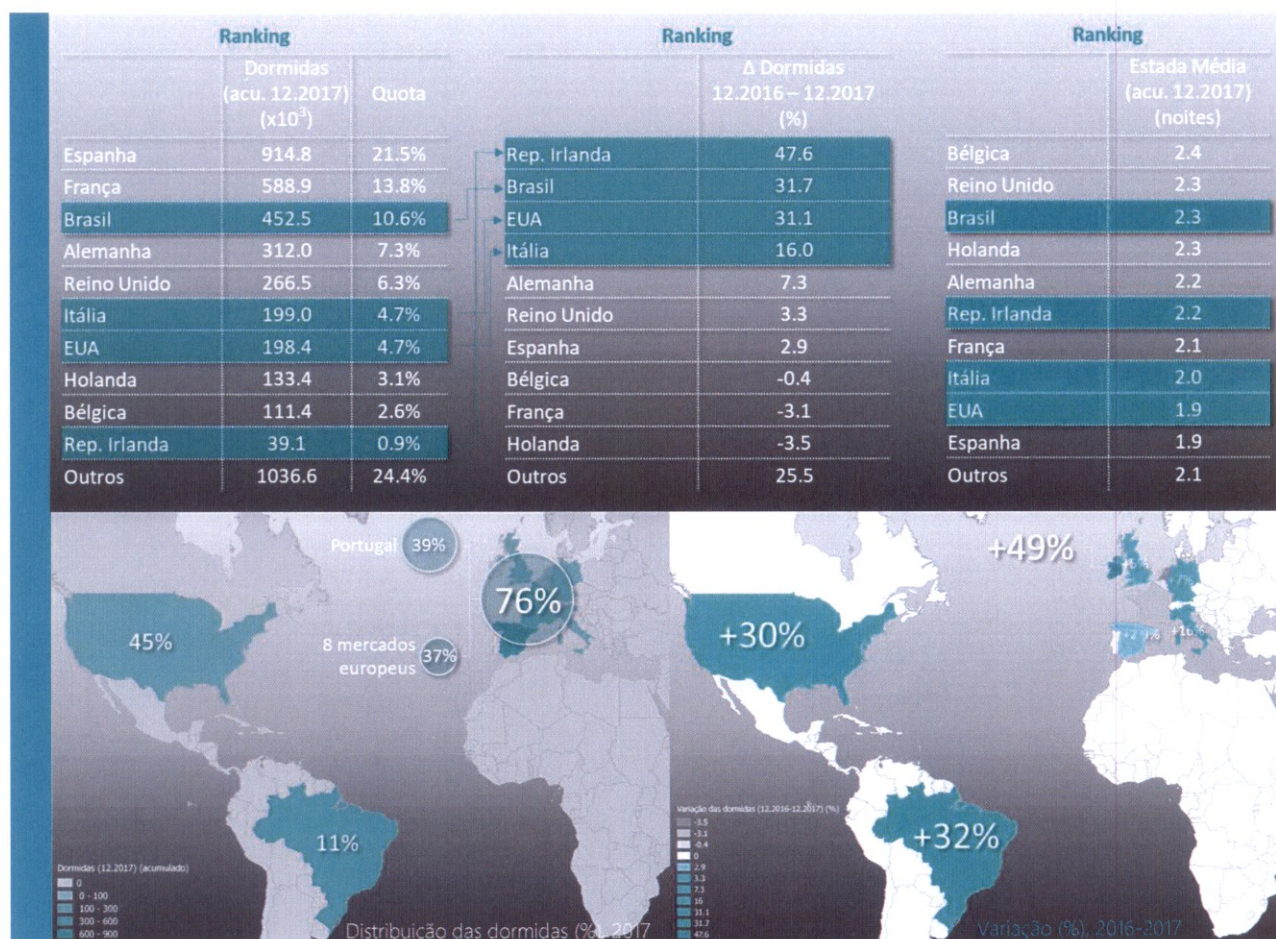 Ranking
Dormidas
(acu. 12.2017) Quota
(x10³)
Espanha 914.8 21.5%
França 588.9 13.8%
Brasil 452.5 10.6%
Alemanha 312.0 7.3%
Reino Unido 266.5 6.3%
Itália 199.0 4.7%
EUA 198.4 4.7%
Holanda 133.4 3.1%
Bélgica 111.4 2.6%
Rep. Irlanda 39.1 0.9%
Outros 1036.6 24.4%
Ranking
Δ Dormidas
12.2016 – 12.2017
(%)
Rep. Irlanda 47.6
Brasil 31.7
EUA 31.1
Itália 16.0
Alemanha 7.3
Reino Unido 3.3
Espanha 2.9
Bélgica -0.4
França -3.1
Holanda -3.5
Outros 25.5
Ranking
Estada Média
(acu. 12.2017)
(noites)
Bélgica 2.4
Reino Unido 2.3
Brasil 2.3
Holanda 2.3
Alemanha 2.2
Rep. Irlanda 2.2
França 2.1
Itália 2.0
EUA 1.9
Espanha 1.9
Outros 2.1
Portugal 39%
76%
45%
8 mercados
europeus 37%
11%
Dormidas (12.2017) (acumulado)
0
0 - 100
100 - 300
300 - 600
600 - 900
Distribuição das dormidas (%), 2017
+49%
+30%
+16%
+32%
Variação das dormidas (12.2016-12.2017) (%)
-3.5
-3.1
-0.4
0
2.9
3.3
7.3
16
31.1
31.7
47.6
Variação (%), 2016-2017